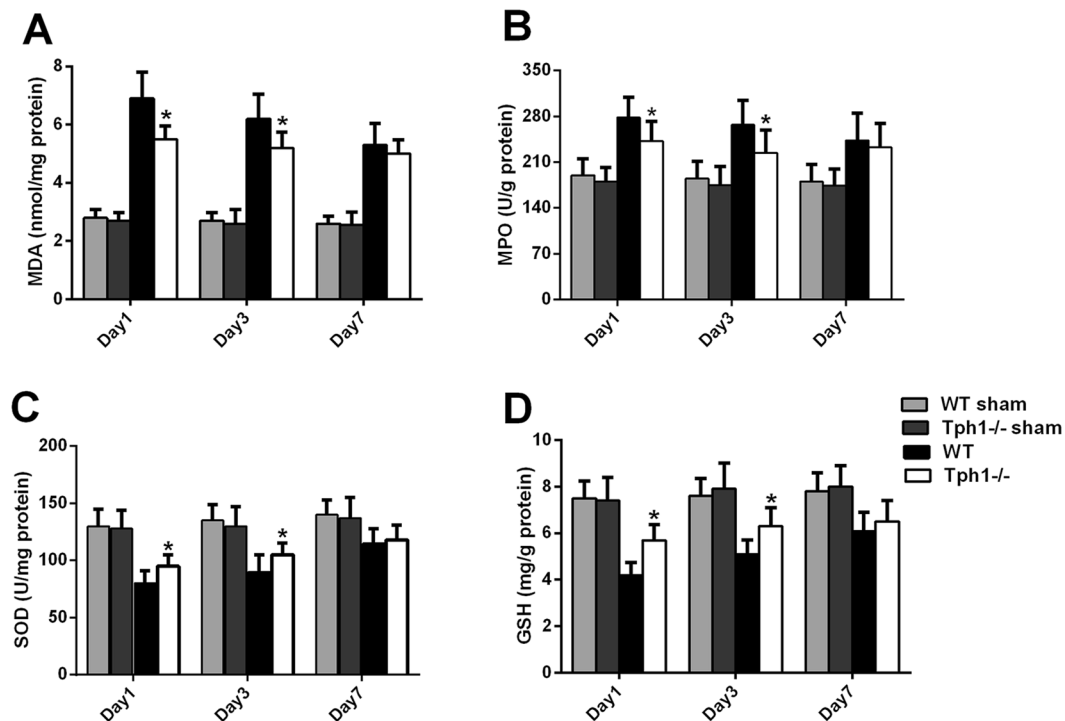 A
MDA (nmol/mg protein)
8
6
4
2
0
*
*
Day1
Day3
Day7
B
MPO (U/g protein)
350
280
210
140
70
0
*
*
Day1
Day3
Day7
C
SOD (U/mg protein)
200
150
100
50
0
*
*
Day1
Day3
Day7
D
GSH (mg/g protein)
10
8
6
4
2
0
*
*
Day1
Day3
Day7
WT sham
Tph1-/- sham
WT
Tph1-/-